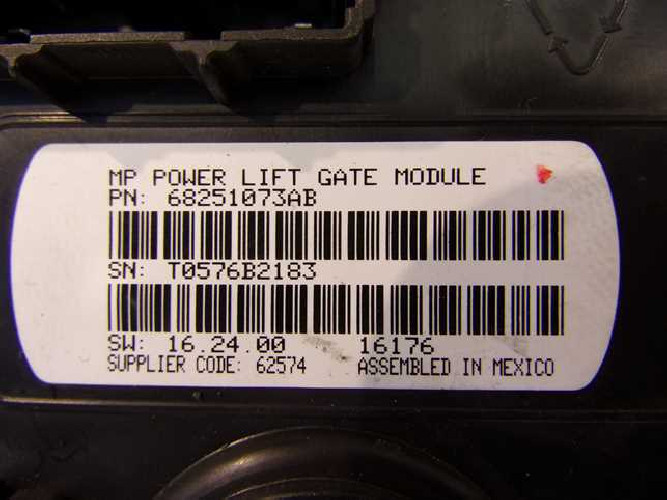 MP POWER LIFT GATE MODULE
PN: 68251073AB
SN: T0576B2183
SW: 16.24.00 16176
SUPPLIER CODE: 62574 ASSEMBLED IN MEXICO